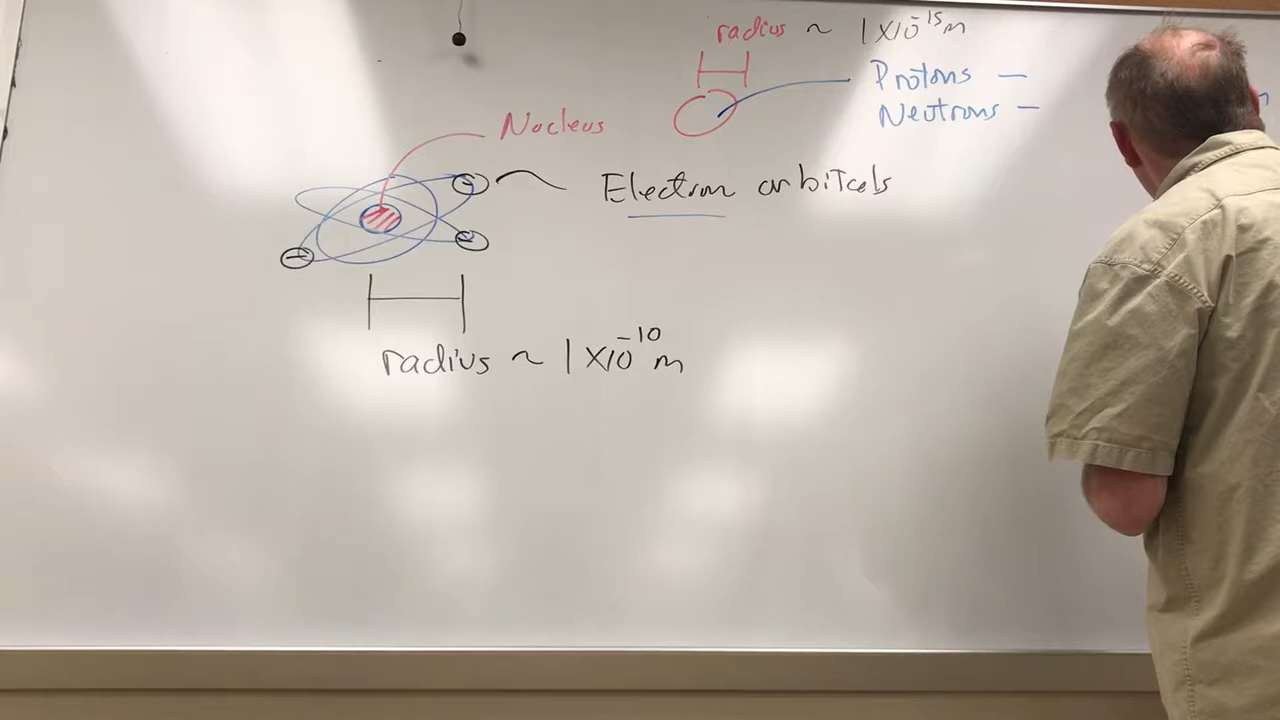 radius ~ 1x10^-15 m
Protons —
Neutrons —
Nucleus
Electron orbitals
radius ~ 1x10^-10 m